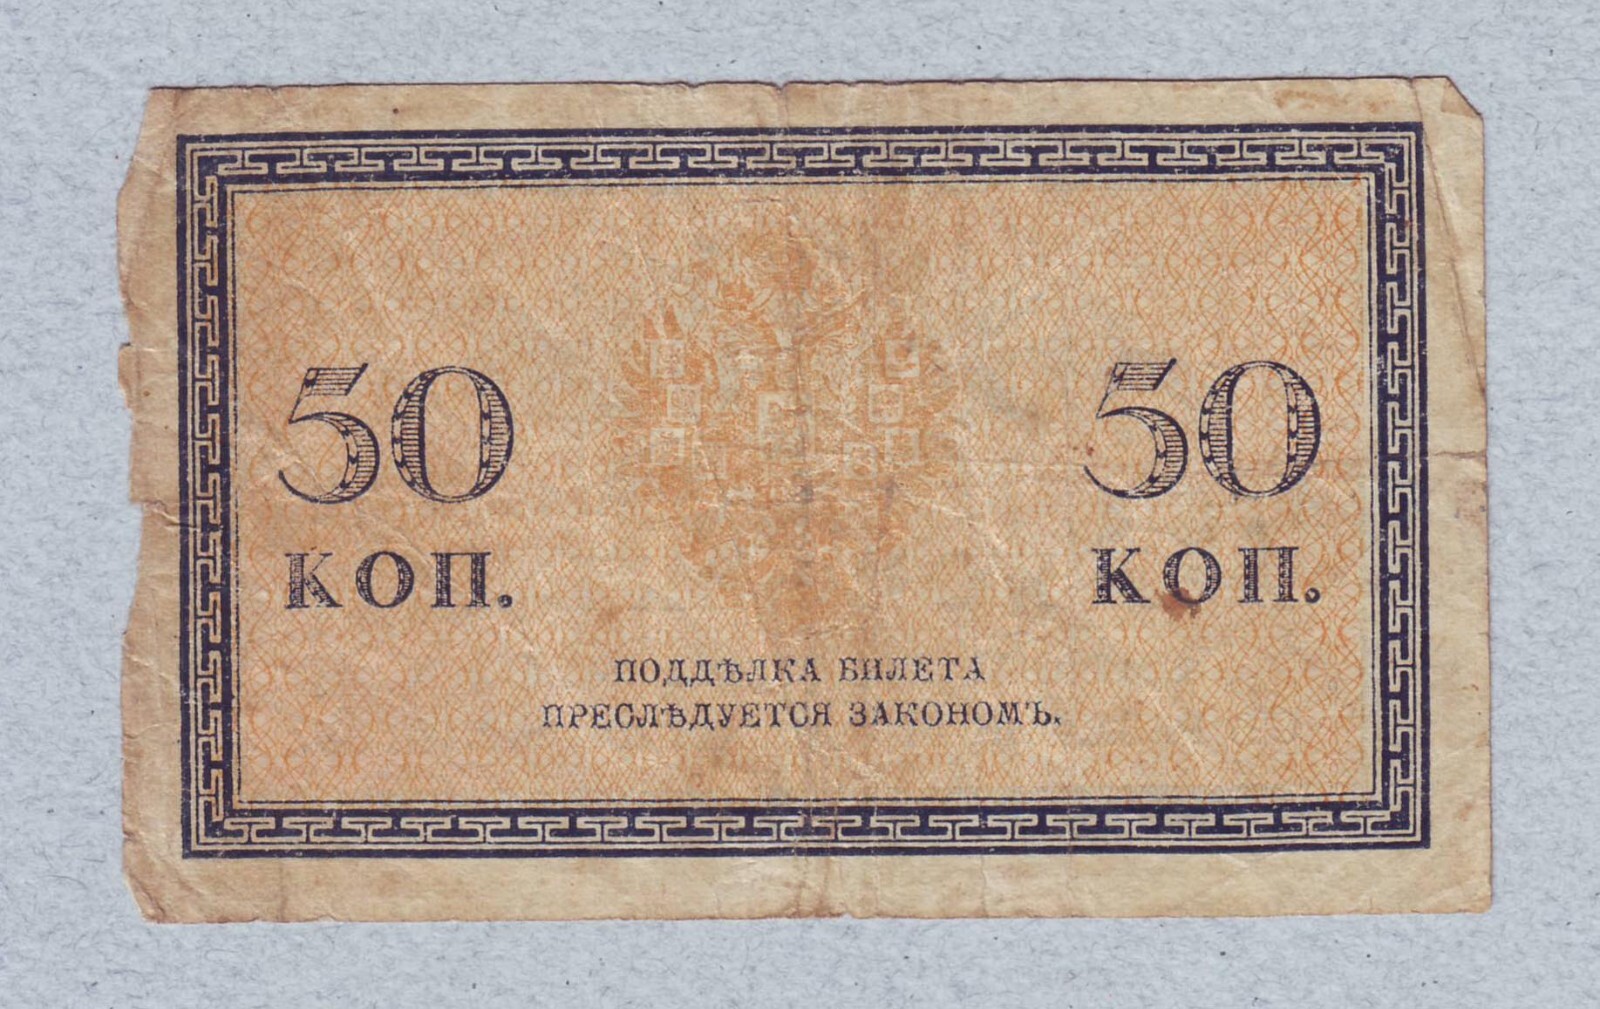 50 50
КОП. КОП.
ПОДДѢЛКА БИЛЕТА
ПРЕСЛѢДУЕТСЯ ЗАКОНОМЪ.